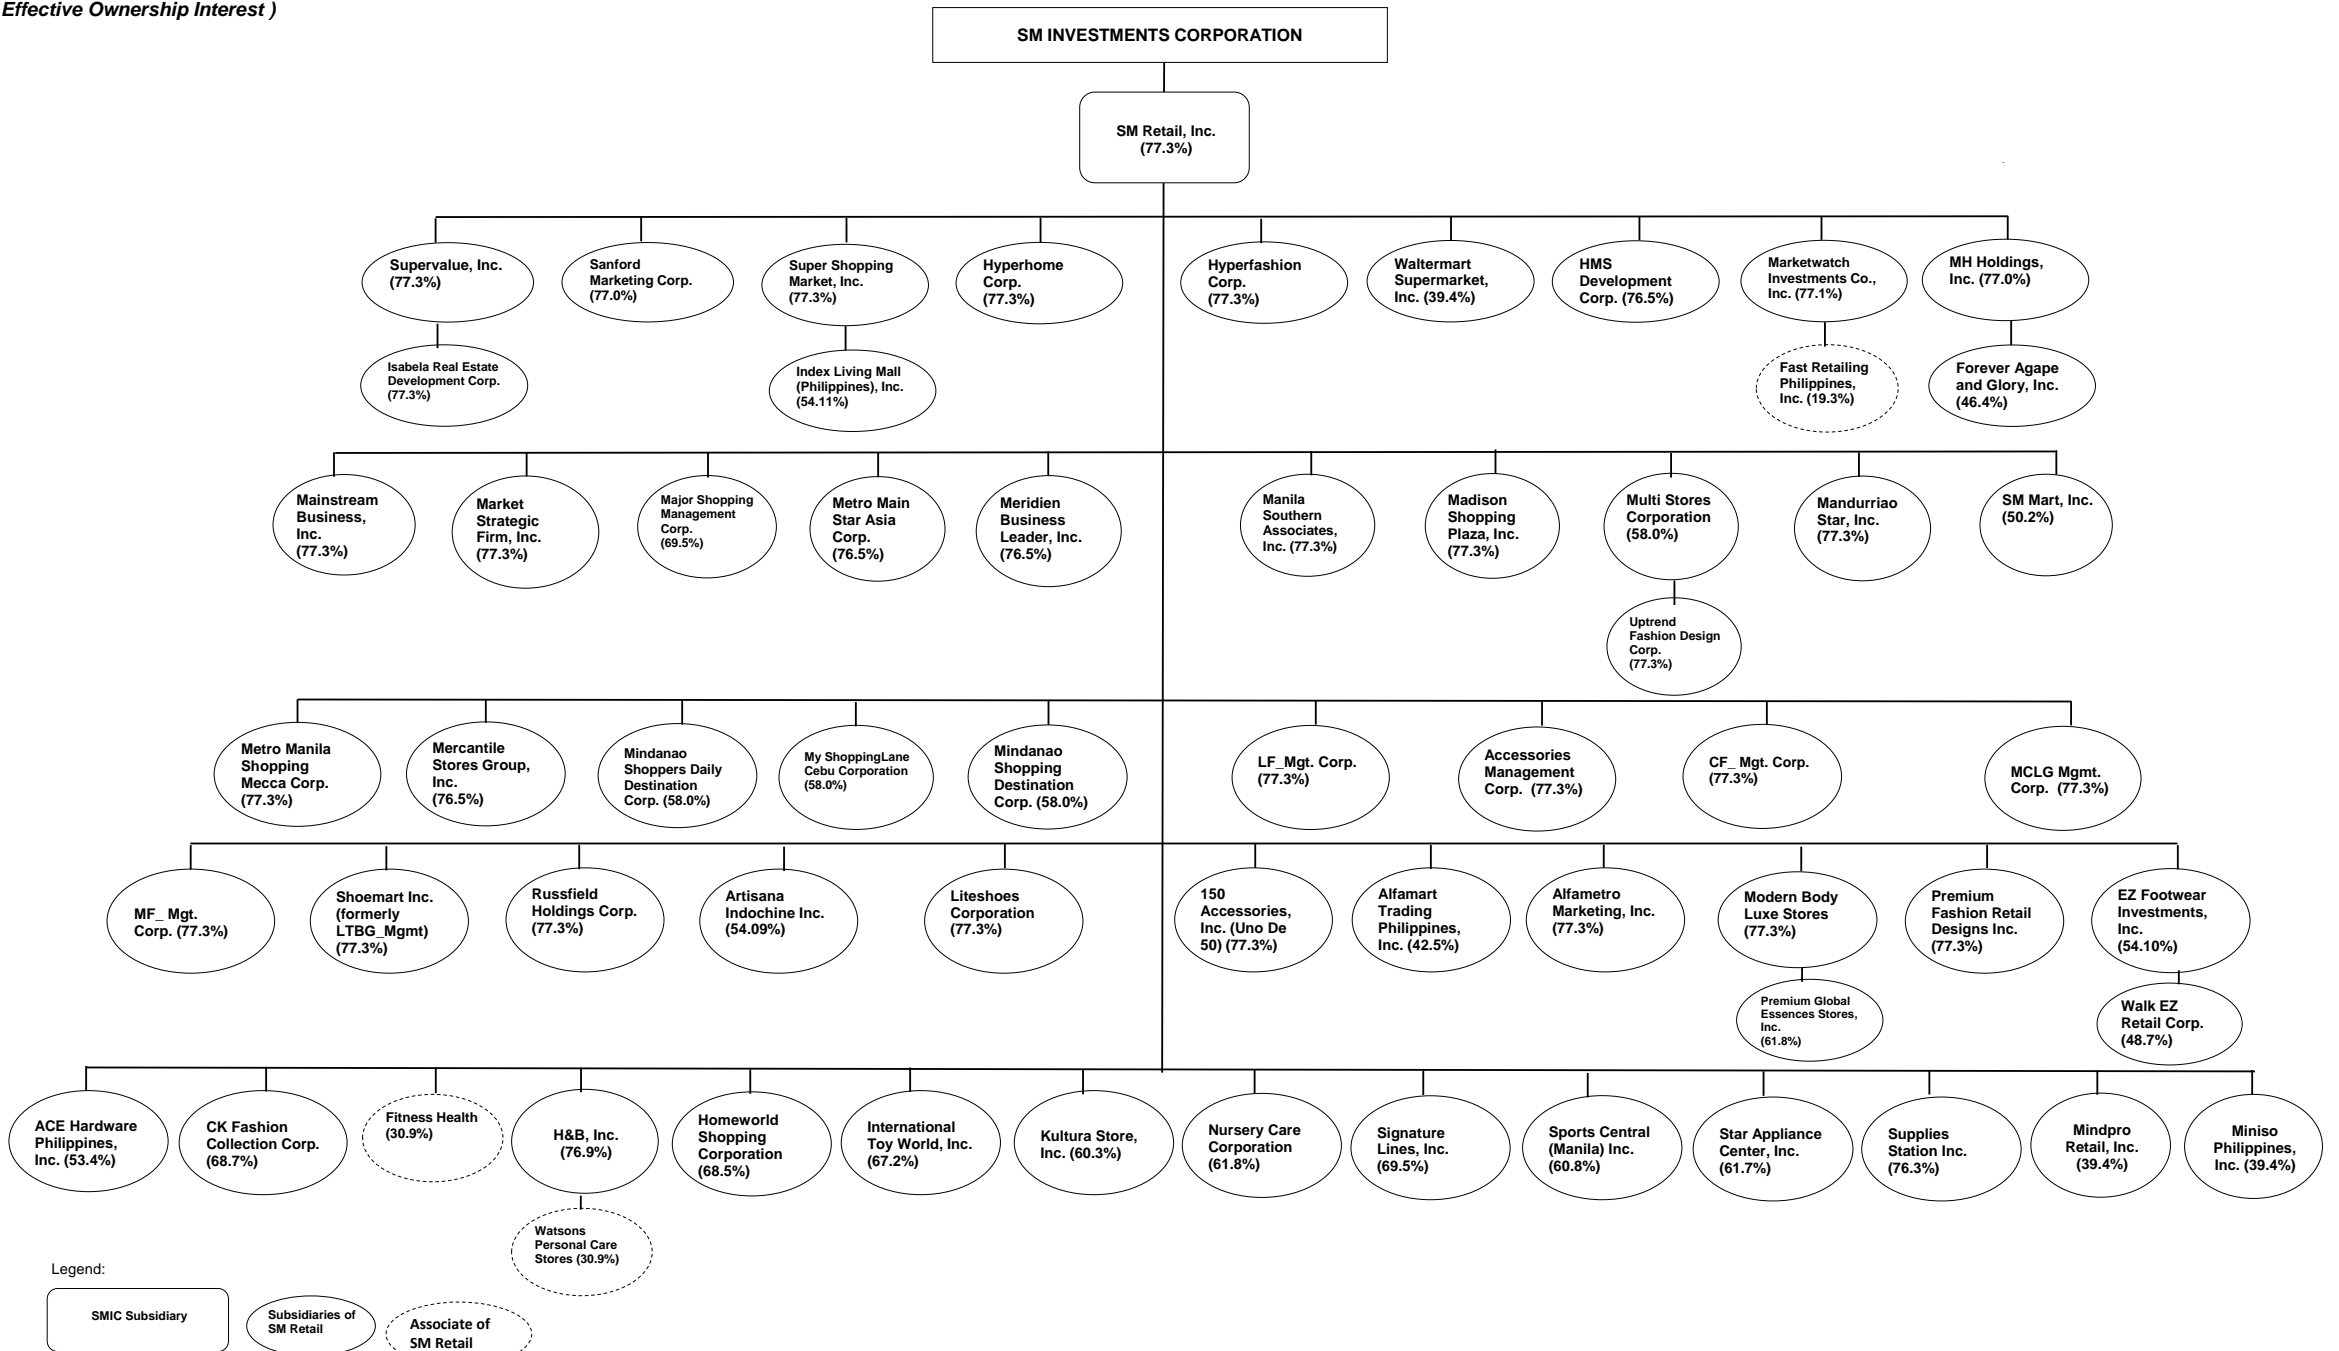 Effective Ownership Interest )
SM INVESTMENTS CORPORATION
SM Retail, Inc.
(77.3%)
Supervalue, Inc.
(77.3%)
Sanford
Marketing Corp.
(77.0%)
Super Shopping
Market, Inc.
(77.3%)
Hyperhome
Corp.
(77.3%)
Hyperfashion
Corp.
(77.3%)
Waltermart
Supermarket,
Inc. (39.4%)
HMS
Development
Corp. (76.5%)
Marketwatch
Investments Co.,
Inc. (77.1%)
MH Holdings,
Inc. (77.0%)
Isabela Real Estate
Development Corp.
(77.3%)
Index Living Mall
(Philippines), Inc.
(54.11%)
Fast Retailing
Philippines,
Inc. (19.3%)
Forever Agape
and Glory, Inc.
(46.4%)
Mainstream
Business,
Inc.
(77.3%)
Market
Strategic
Firm, Inc.
(77.3%)
Major Shopping
Management
Corp.
(69.5%)
Metro Main
Star Asia
Corp.
(76.5%)
Meridien
Business
Leader, Inc.
(76.5%)
Manila
Southern
Associates,
Inc. (77.3%)
Madison
Shopping
Plaza, Inc.
(77.3%)
Multi Stores
Corporation
(58.0%)
Mandurriao
Star, Inc.
(77.3%)
SM Mart, Inc.
(50.2%)
Uptrend
Fashion Design
Corp.
(77.3%)
Metro Manila
Shopping
Mecca Corp.
(77.3%)
Mercantile
Stores Group,
Inc.
(76.5%)
Mindanao
Shoppers Daily
Destination
Corp. (58.0%)
My ShoppingLane
Cebu Corporation
(58.0%)
Mindanao
Shopping
Destination
Corp. (58.0%)
LF_Mgt. Corp.
(77.3%)
Accessories
Management
Corp. (77.3%)
CF_ Mgt. Corp.
(77.3%)
MCLG Mgmt.
Corp. (77.3%)
MF_ Mgt.
Corp. (77.3%)
Shoemart Inc.
(formerly
LTBG_Mgmt)
(77.3%)
Russfield
Holdings Corp.
(77.3%)
Artisana
Indochine Inc.
(54.09%)
Liteshoes
Corporation
(77.3%)
150
Accessories,
Inc. (Uno De
50) (77.3%)
Alfamart
Trading
Philippines,
Inc. (42.5%)
Alfametro
Marketing, Inc.
(77.3%)
Modern Body
Luxe Stores
(77.3%)
Premium
Fashion Retail
Designs Inc.
(77.3%)
EZ Footwear
Investments,
Inc.
(54.10%)
Premium Global
Essences Stores,
Inc.
(61.8%)
Walk EZ
Retail Corp.
(48.7%)
ACE Hardware
Philippines,
Inc. (53.4%)
CK Fashion
Collection Corp.
(68.7%)
Fitness Health
(30.9%)
H&B, Inc.
(76.9%)
Homeworld
Shopping
Corporation
(68.5%)
International
Toy World, Inc.
(67.2%)
Kultura Store,
Inc. (60.3%)
Nursery Care
Corporation
(61.8%)
Signature
Lines, Inc.
(69.5%)
Sports Central
(Manila) Inc.
(60.8%)
Star Appliance
Center, Inc.
(61.7%)
Supplies
Station Inc.
(76.3%)
Mindpro
Retail, Inc.
(39.4%)
Miniso
Philippines,
Inc. (39.4%)
Watsons
Personal Care
Stores (30.9%)
Legend:
SMIC Subsidiary
Subsidiaries of
SM Retail
Associate of
SM Retail